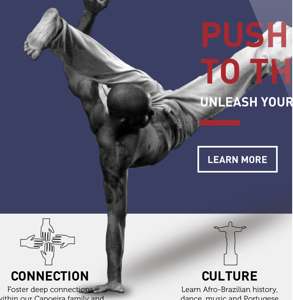 PUSH
TO TH
UNLEASH YOUR
LEARN MORE
CONNECTION
Foster deep connections
within our Capoeira family and
CULTURE
Learn Afro-Brazilian history,
dance, music and Portugese